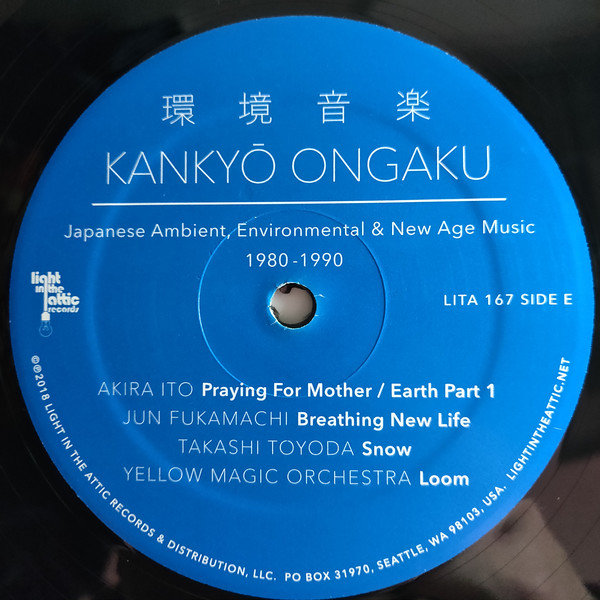 環境音楽
KANKYŌ ONGAKU
Japanese Ambient, Environmental & New Age Music
1980-1990
light
in the
attic
records
LITA 167 SIDE E
AKIRA ITO Praying For Mother / Earth Part 1
JUN FUKAMACHI Breathing New Life
TAKASHI TOYODA Snow
YELLOW MAGIC ORCHESTRA Loom
©℗2018 LIGHT IN THE ATTIC RECORDS & DISTRIBUTION, LLC. PO BOX 31970, SEATTLE, WA 98103, USA. LIGHTINTHEATTIC.NET